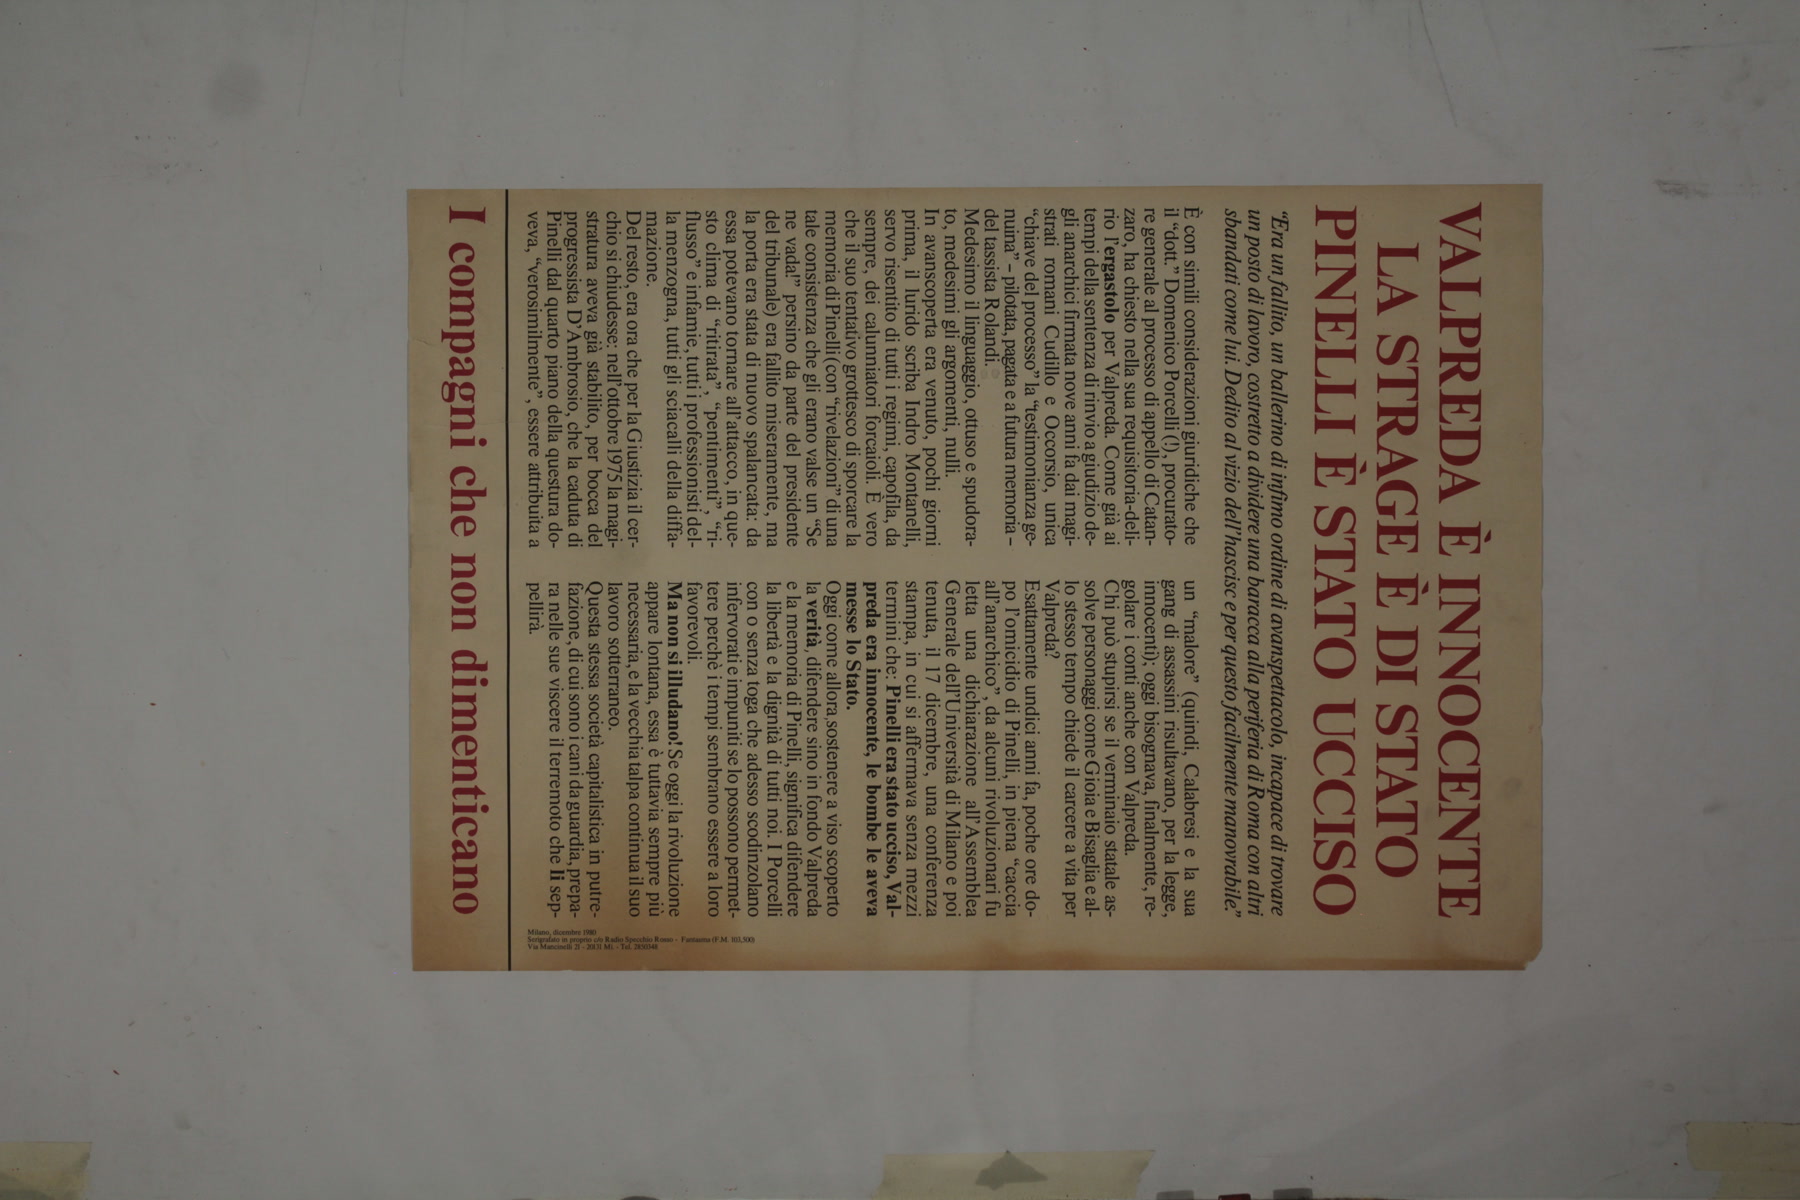 VALPREDA È INNOCENTE
LA STRAGE È DI STATO
PINELLI È STATO UCCISO
"Era un fallito, un ballerino di infimo ordine di avanspettacolo, incapace di trovare
un posto di lavoro, costretto a dividere una baracca alla periferia di Roma con altri
sbandati come lui. Dedito al vizio dell'hascisc e per questo facilmente manovrabile."
È con simili considerazioni giuridiche che
il "dott." Domenico Porcelli (!), procurato-
re generale al processo di appello di Catan-
zaro, ha chiesto nella sua requisitoria-deli-
rio l'ergastolo per Valpreda. Come già ai
tempi della sentenza di rinvio a giudizio de-
gli anarchici firmata nove anni fa dai magi-
strati romani Cudillo e Occorsio, unica
"chiave del processo" la "testimonianza ge-
nuina" – pilotata, pagata e a futura memoria –
del tassista Rolandi.
Medesimo il linguaggio, ottuso e spudora-
to, medesimi gli argomenti, nulli.
In avanscoperta era venuto, pochi giorni
prima, il lurido scriba Indro Montanelli,
servo risentito di tutti i regimi, capofila, da
sempre, dei calunniatori forcaioli. È vero
che il suo tentativo grottesco di sporcare la
memoria di Pinelli (con "rivelazioni" di una
tale consistenza che gli erano valse un "Se
ne vada!" persino da parte del presidente
del tribunale) era fallito miseramente, ma
la porta era stata di nuovo spalancata: da
essa potevano tornare all'attacco, in que-
sto clima di "ritirata", "pentimenti", "ri-
flusso" e infamie, tutti i professionisti del-
la menzogna, tutti gli sciacalli della diffa-
mazione.
Del resto, era ora che per la Giustizia il cer-
chio si chiudesse: nell'ottobre 1975 la magi-
stratura aveva già stabilito, per bocca del
progressista D'Ambrosio, che la caduta di
Pinelli dal quarto piano della questura do-
veva, "verosimilmente", essere attribuita a
un "malore" (quindi, Calabresi e la sua
gang di assassini risultavano, per la legge,
innocenti); oggi bisognava, finalmente, re-
golare i conti anche con Valpreda.
Chi può stupirsi se il verminaio statale as-
solve personaggi come Gioia e Bisaglia e al-
lo stesso tempo chiede il carcere a vita per
Valpreda?
Esattamente undici anni fa, poche ore do-
po l'omicidio di Pinelli, in piena "caccia
all'anarchico", da alcuni rivoluzionari fu
letta una dichiarazione all'Assemblea
Generale dell'Università di Milano e poi
tenuta, il 17 dicembre, una conferenza
stampa, in cui si affermava senza mezzi
termini che: Pinelli era stato ucciso, Val-
preda era innocente, le bombe le aveva
messe lo Stato.
Oggi come allora, sostenere a viso scoperto
la verità, difendere sino in fondo Valpreda
e la memoria di Pinelli, significa difendere
la libertà e la dignità di tutti noi. I Porcelli
con o senza toga che adesso scodinzolano
infervorati e impuniti se lo possono permet-
tere perchè i tempi sembrano essere a loro
favorevoli.
Ma non si illudano! Se oggi la rivoluzione
appare lontana, essa è tuttavia sempre più
necessaria, e la vecchia talpa continua il suo
lavoro sotterraneo.
Questa stessa società capitalistica in putre-
fazione, di cui sono i cani da guardia, prepa-
ra nelle sue viscere il terremoto che li sep-
pellirà.
Milano, dicembre 1980
Serigrafato in proprio c/o Radio Specchio Rosso - Fantasma (F.M. 103,500)
Via Mancinelli 21 - 20131 MI. - Tel. 2850348
I compagni che non dimenticano